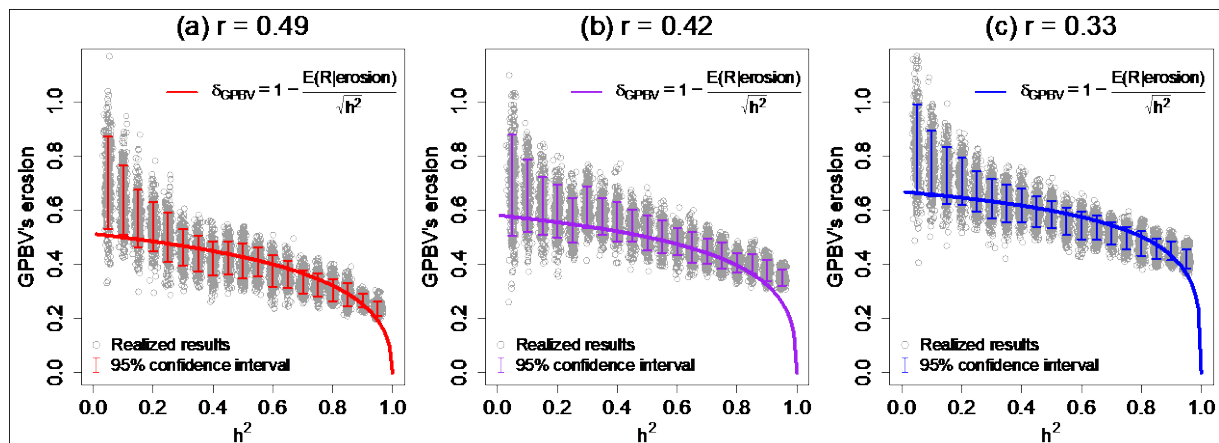 (a) r = 0.49
GPBV's erosion
0.0 0.2 0.4 0.6 0.8 1.0
δGPBV = 1 − E(R|erosion) / √h²
Realized results
95% confidence interval
0.0 0.2 0.4 0.6 0.8 1.0
h²
(b) r = 0.42
GPBV's erosion
0.0 0.2 0.4 0.6 0.8 1.0
δGPBV = 1 − E(R|erosion) / √h²
Realized results
95% confidence interval
0.0 0.2 0.4 0.6 0.8 1.0
h²
(c) r = 0.33
GPBV's erosion
0.0 0.2 0.4 0.6 0.8 1.0
δGPBV = 1 − E(R|erosion) / √h²
Realized results
95% confidence interval
0.0 0.2 0.4 0.6 0.8 1.0
h²